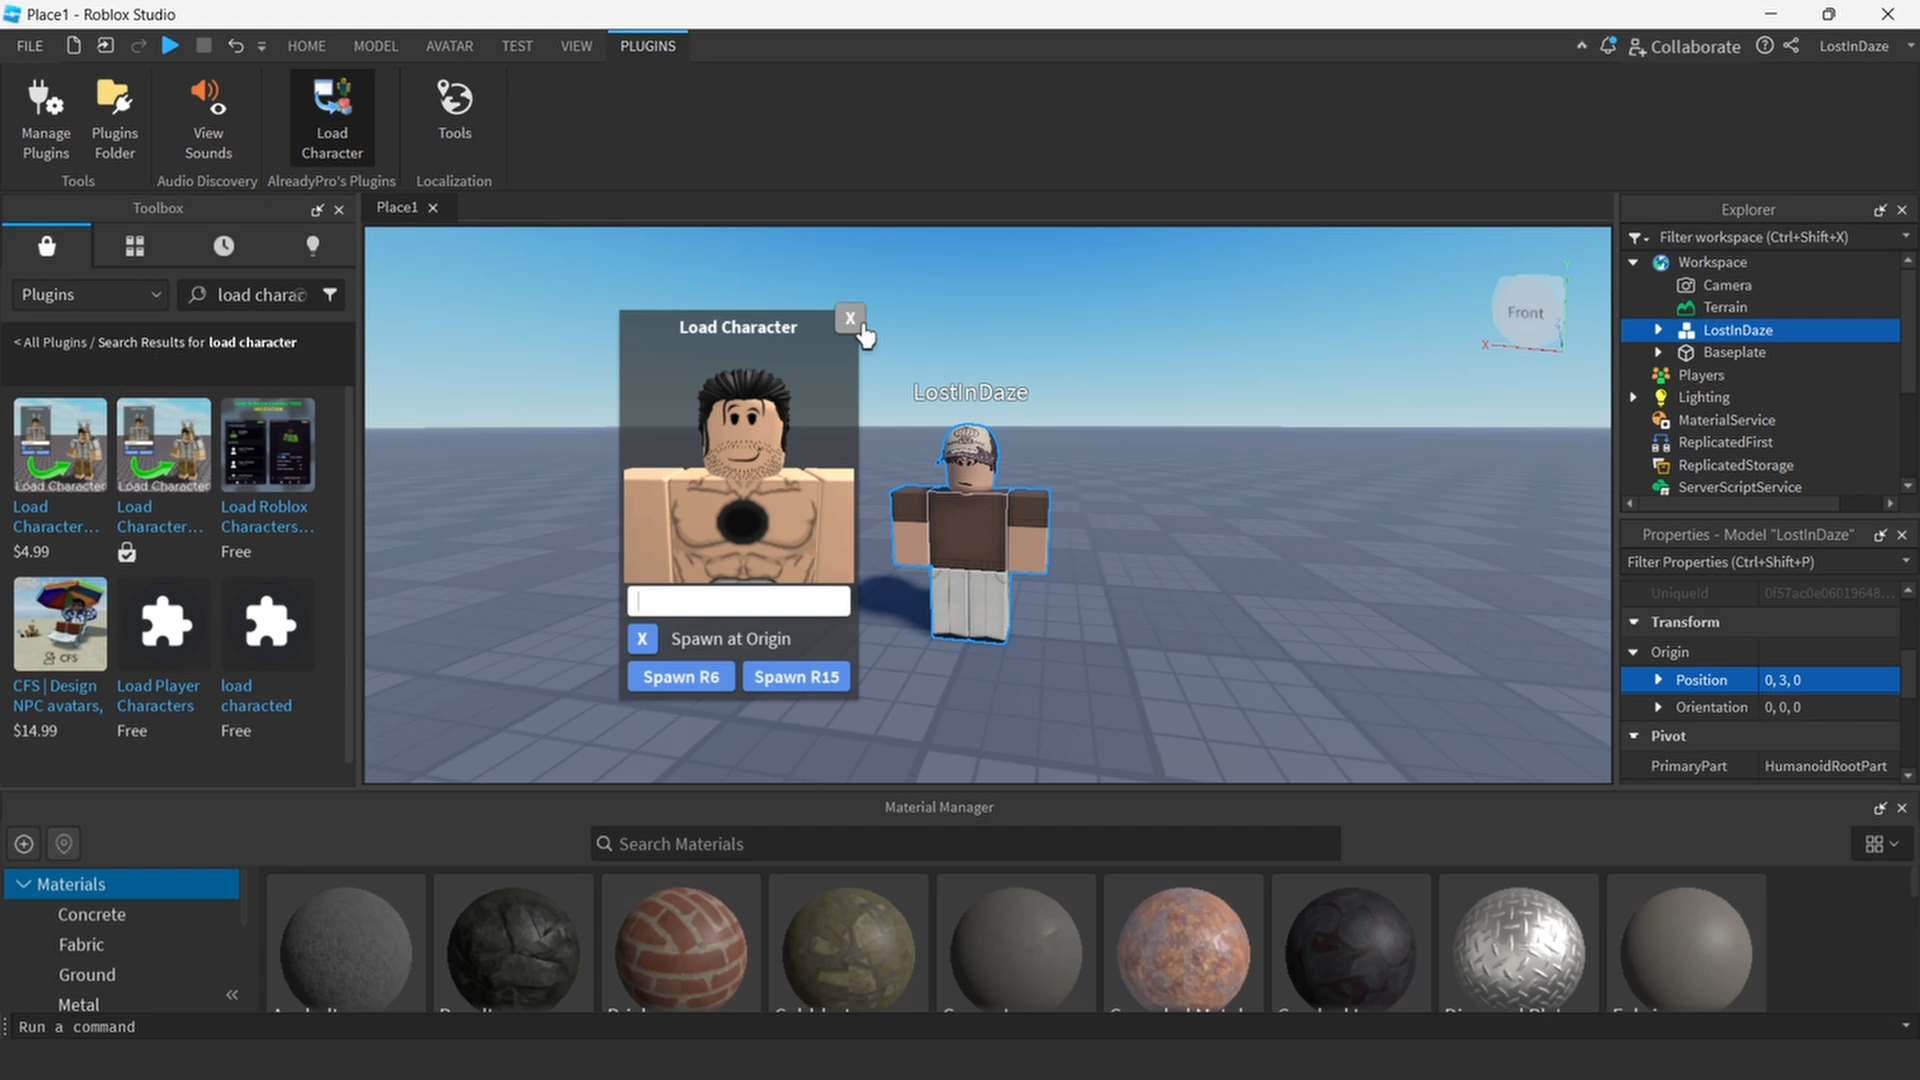 Place1 - Roblox Studio
FILE
HOME
MODEL
AVATAR
TEST
VIEW
PLUGINS
Collaborate
LostInDaze
Manage
Plugins
Plugins
Folder
Tools
View
Sounds
Audio Discovery
Load
Character
AlreadyPro's Plugins
Tools
Localization
Toolbox
Plugins
load charac
< All Plugins / Search Results for load character
Load Character
Load Character
Load
Character...
$4.99
Load
Character...
Load Roblox
Characters...
Free
CFS
CFS | Design
NPC avatars,
$14.99
Load Player
Characters
Free
load
characted
Free
Place1
Load Character
X
X
Spawn at Origin
Spawn R6
Spawn R15
LostInDaze
Front
Y
X
Z
Explorer
Filter workspace (Ctrl+Shift+X)
Workspace
Camera
Terrain
LostInDaze
Baseplate
Players
Lighting
MaterialService
ReplicatedFirst
ReplicatedStorage
ServerScriptService
Properties - Model "LostInDaze"
Filter Properties (Ctrl+Shift+P)
UniqueId 0f57ac0e06019648...
Transform
Origin
Position 0, 3, 0
Orientation 0, 0, 0
Pivot
PrimaryPart HumanoidRootPart
Material Manager
Search Materials
Materials
Concrete
Fabric
Ground
Metal
Run a command